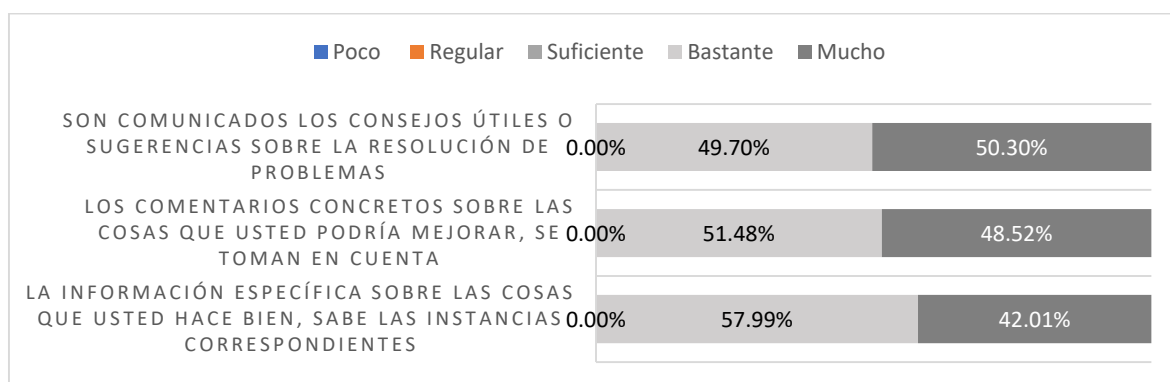 Poco Regular Suficiente Bastante Mucho
SON COMUNICADOS LOS CONSEJOS ÚTILES O
SUGERENCIAS SOBRE LA RESOLUCIÓN DE
PROBLEMAS
0.00% 49.70% 50.30%
LOS COMENTARIOS CONCRETOS SOBRE LAS
COSAS QUE USTED PODRÍA MEJORAR, SE
TOMAN EN CUENTA
0.00% 51.48% 48.52%
LA INFORMACIÓN ESPECÍFICA SOBRE LAS COSAS
QUE USTED HACE BIEN, SABE LAS INSTANCIAS
CORRESPONDIENTES
0.00% 57.99% 42.01%